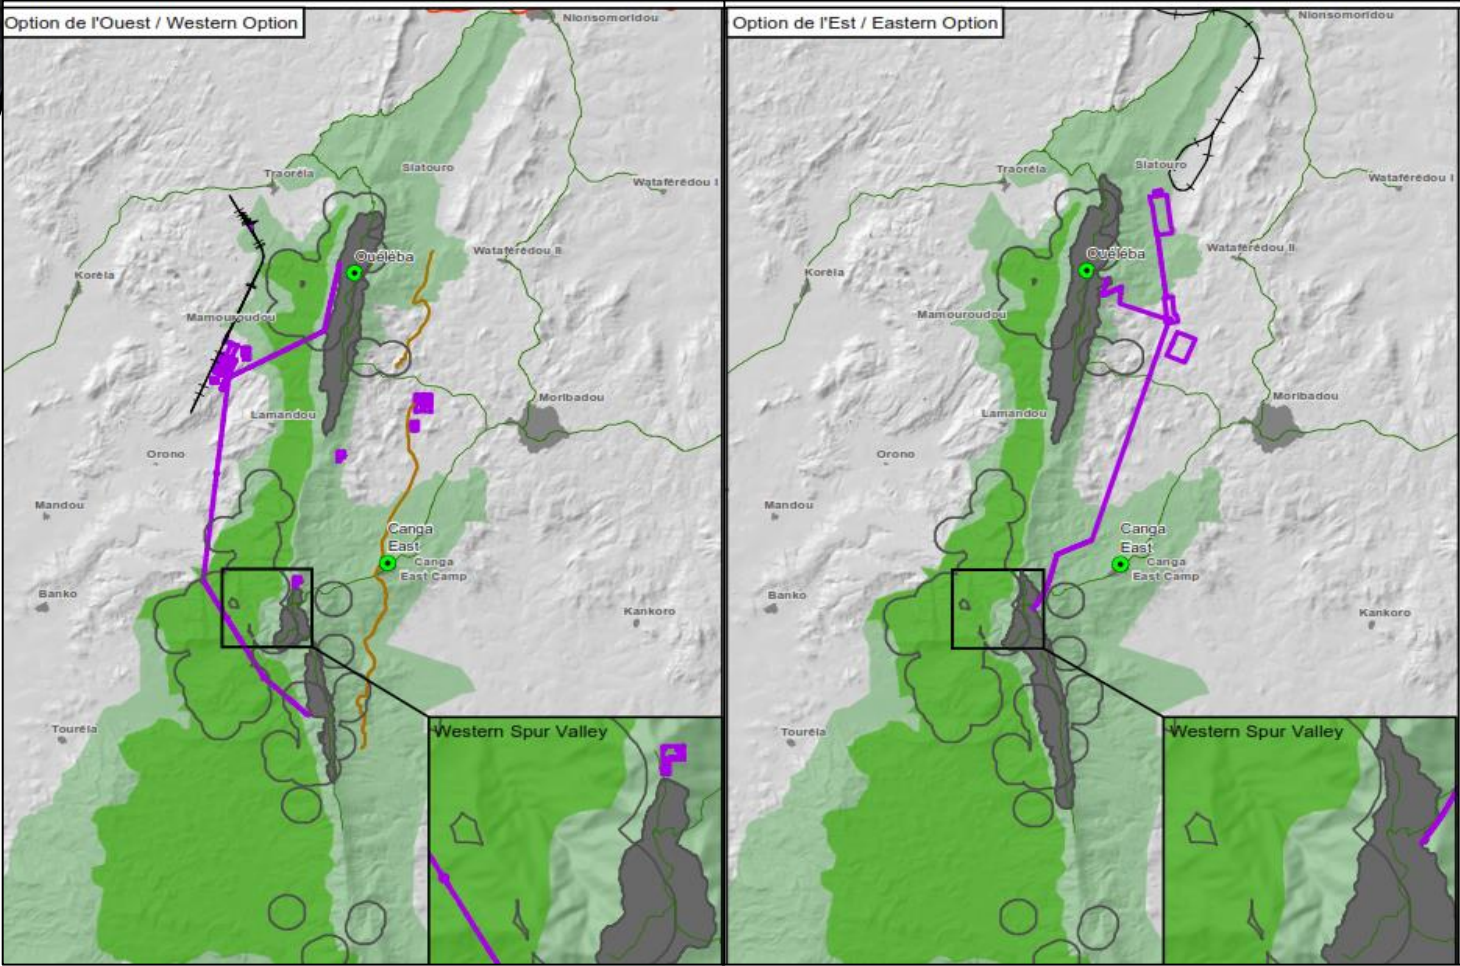 Option de l'Ouest / Western Option
Nionsomoridou
Traoréla
Siatouro
Wataférédou I
Ouéléba
Wataférédou II
Koréla
Mamouroudou
Moribadou
Lamandou
Orono
Mandou
Canga
East
Canga
East Camp
Banko
Kankoro
Touréla
Western Spur Valley
Option de l'Est / Eastern Option
Nionsomoridou
Siatouro
Traoréla
Wataférédou I
Wataférédou II
Ouéléba
Koréla
Mamouroudou
Moribadou
Lamandou
Orono
Mandou
Canga
East
Canga
East Camp
Banko
Kankoro
Touréla
Western Spur Valley